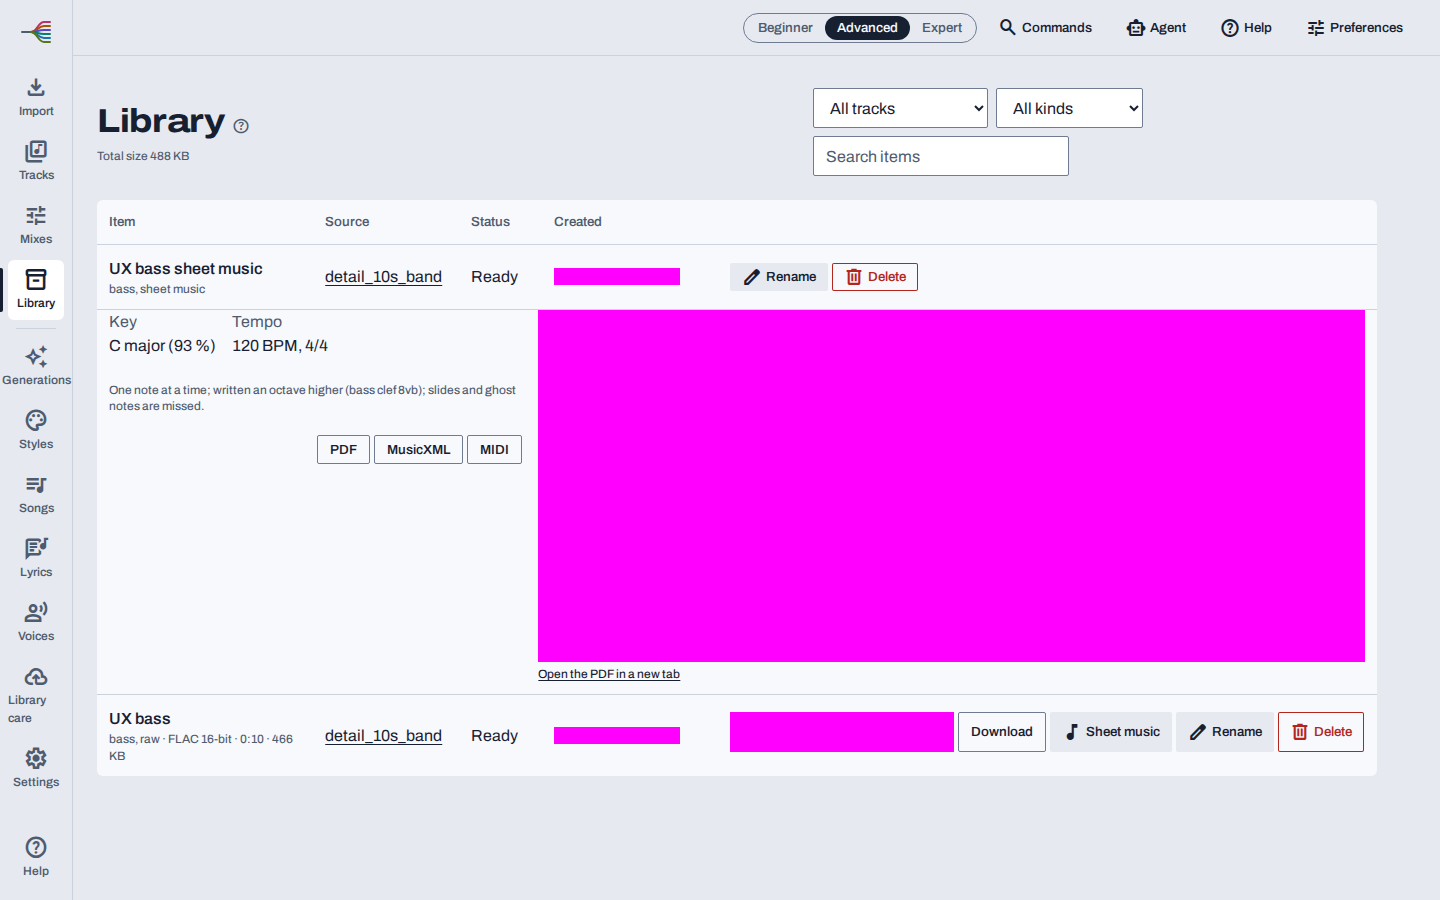 Beginner Advanced Expert Commands Agent Help Preferences
Import
Tracks
Mixes
Library
Generations
Styles
Songs
Lyrics
Voices
Library care
Settings
Help
Library
Total size 488 KB
All tracks All kinds
Search items
Item Source Status Created
UX bass sheet music
bass, sheet music
detail_10s_band Ready Rename Delete
Key Tempo
C major (93 %) 120 BPM, 4/4
One note at a time; written an octave higher (bass clef 8vb); slides and ghost
notes are missed.
PDF MusicXML MIDI
Open the PDF in a new tab
UX bass
bass, raw · FLAC 16-bit · 0:10 · 466
KB
detail_10s_band Ready Download Sheet music Rename Delete